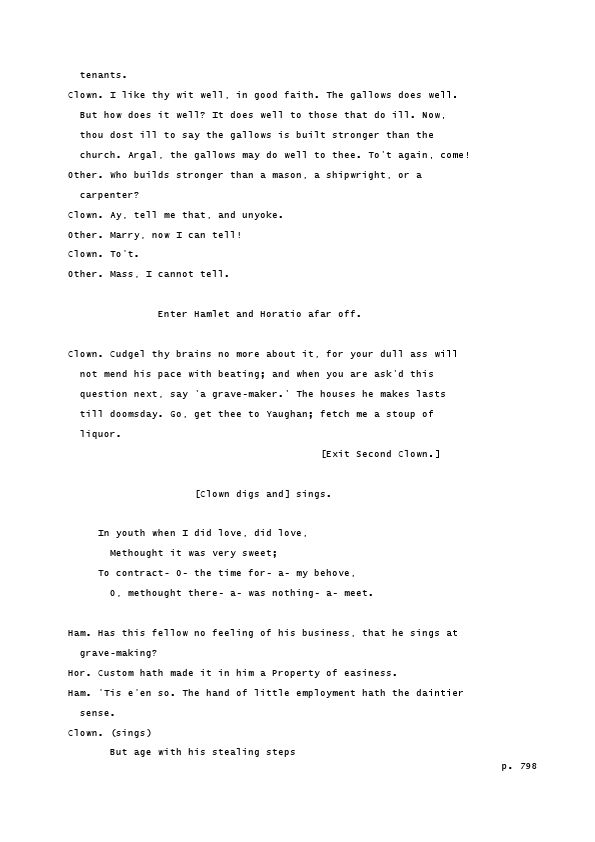 tenants.
Clown. I like thy wit well, in good faith. The gallows does well.
But how does it well? It does well to those that do ill. Now,
thou dost ill to say the gallows is built stronger than the
church. Argal, the gallows may do well to thee. To't again, come!
Other. Who builds stronger than a mason, a shipwright, or a
carpenter?
Clown. Ay, tell me that, and unyoke.
Other. Marry, now I can tell!
Clown. To't.
Other. Mass, I cannot tell.
Enter Hamlet and Horatio afar off.
Clown. Cudgel thy brains no more about it, for your dull ass will
not mend his pace with beating; and when you are ask'd this
question next, say 'a grave-maker.' The houses he makes lasts
till doomsday. Go, get thee to Yaughan; fetch me a stoup of
liquor.
[Exit Second Clown.]
[Clown digs and] sings.
In youth when I did love, did love,
Methought it was very sweet;
To contract- O- the time for- a- my behove,
O, methought there- a- was nothing- a- meet.
Ham. Has this fellow no feeling of his business, that he sings at
grave-making?
Hor. Custom hath made it in him a Property of easiness.
Ham. 'Tis e'en so. The hand of little employment hath the daintier
sense.
Clown. (sings)
But age with his stealing steps
p. 798